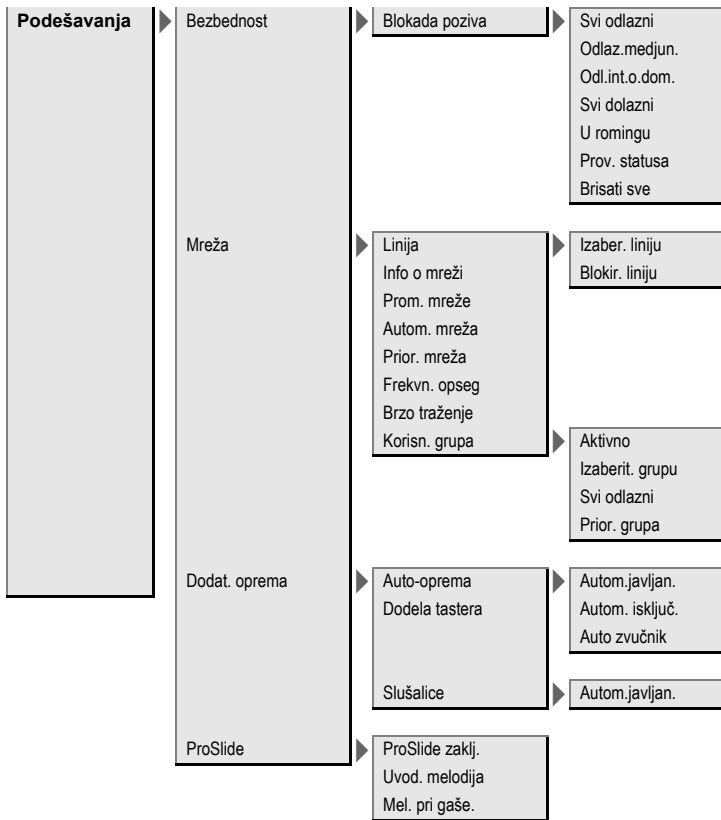 Podešavanja
Bezbednost
Blokada poziva
Svi odlazni
Odlaz.medjun.
Odl.int.o.dom.
Svi dolazni
U romingu
Prov. statusa
Brisati sve
Mreža
Linija
Izaber. liniju
Blokir. liniju
Info o mreži
Prom. mreže
Autom. mreža
Prior. mreža
Frekvn. opseg
Brzo traženje
Korisn. grupa
Aktivno
Izaberit. grupu
Svi odlazni
Prior. grupa
Dodat. oprema
Auto-oprema
Autom.javljan.
Autom. isključ.
Auto zvučnik
Dodela tastera
Slušalice
Autom.javljan.
ProSlide
ProSlide zaklj.
Uvod. melodija
Mel. pri gaše.